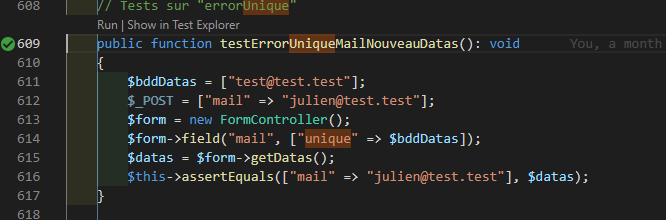 608 // Tests sur "errorUnique"
Run | Show in Test Explorer
609 public function testErrorUniqueMailNouveauDatas(): void You, a month
610 {
611 $bddDatas = ["test@test.test"];
612 $_POST = ["mail" => "julien@test.test"];
613 $form = new FormController();
614 $form->field("mail", ["unique" => $bddDatas]);
615 $datas = $form->getDatas();
616 $this->assertEquals(["mail" => "julien@test.test"], $datas);
617 }
618